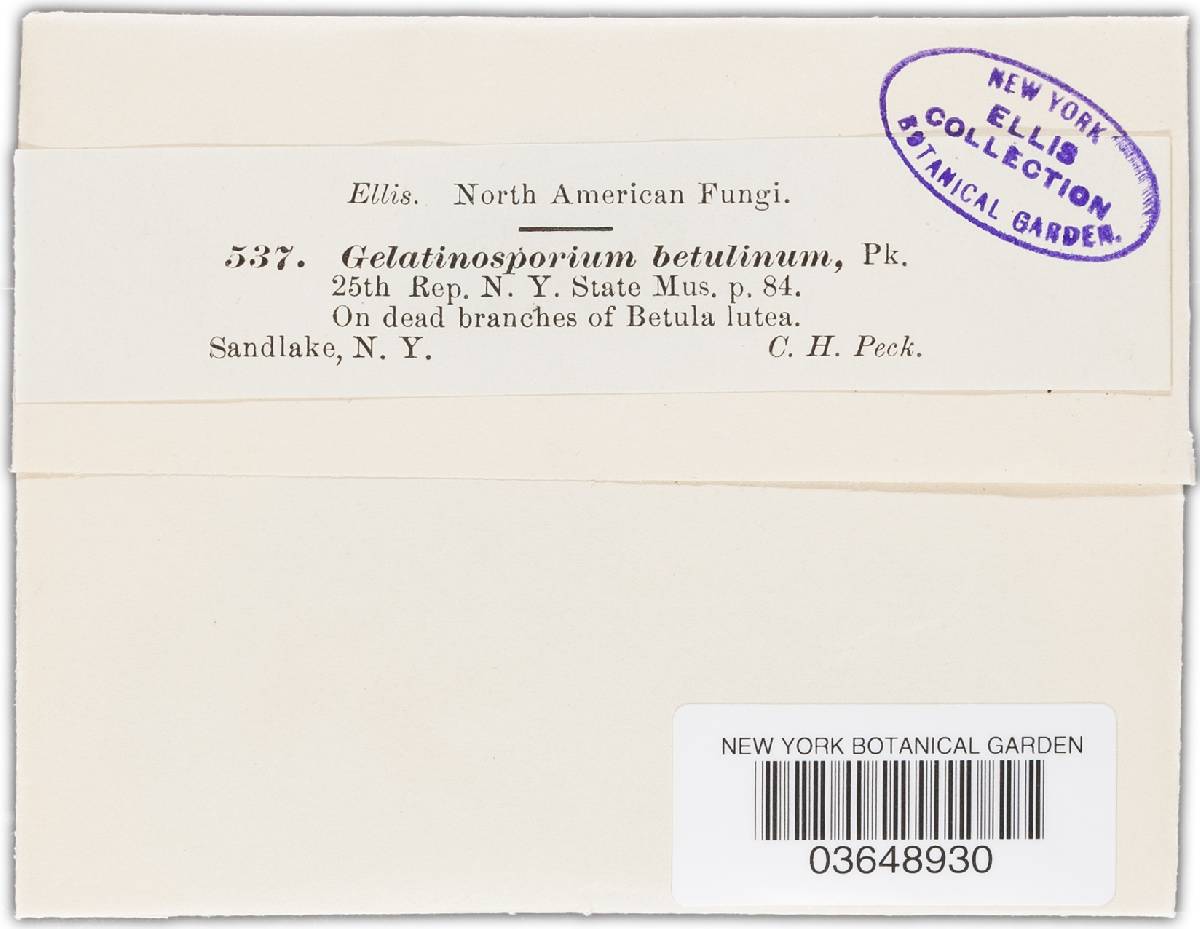 NEW YORK
ELLIS
COLLECTION
BOTANICAL GARDEN.
Ellis. North American Fungi.
537. Gelatinosporium betulinum, Pk.
25th Rep. N. Y. State Mus. p. 84.
On dead branches of Betula lutea.
Sandlake, N. Y. C. H. Peck.
NEW YORK BOTANICAL GARDEN
03648930